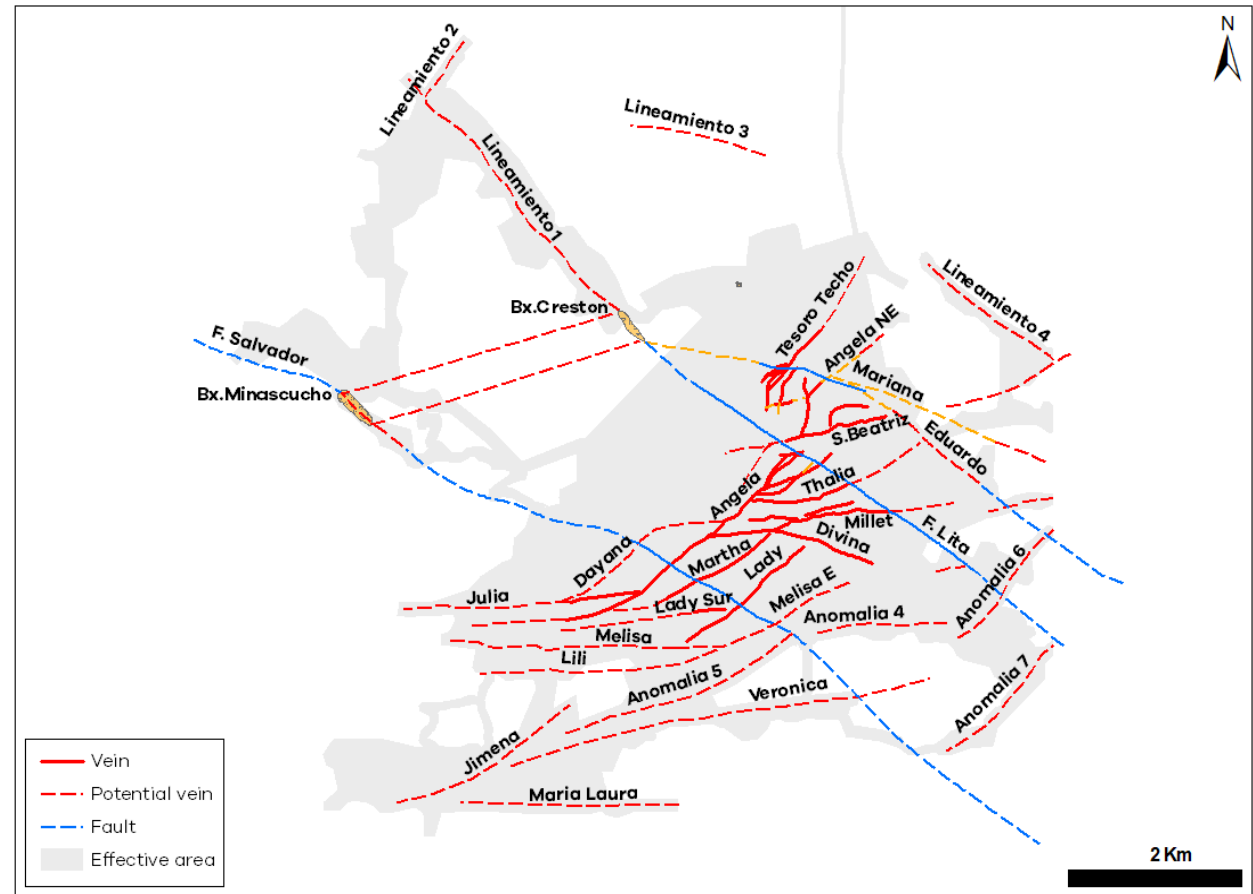 N
Lineamiento 2
Lineamiento 3
Lineamiento 1
Tesoro Techo
Lineamiento 4
Bx.Creston
Angela NE
F. Salvador
Mariana
Bx.Minascucho
S.Beatriz
Eduardo
Thalia
Angela
Millet
F. Lita
Divina
Martha
Dayana
Lady
Anomalia 6
Julia
Lady Sur
Melisa E
Anomalia 4
Melisa
Lili
Anomalia 5
Veronica
Anomalia 7
Jimena
Maria Laura
Vein
Potential vein
Fault
Effective area
2 Km